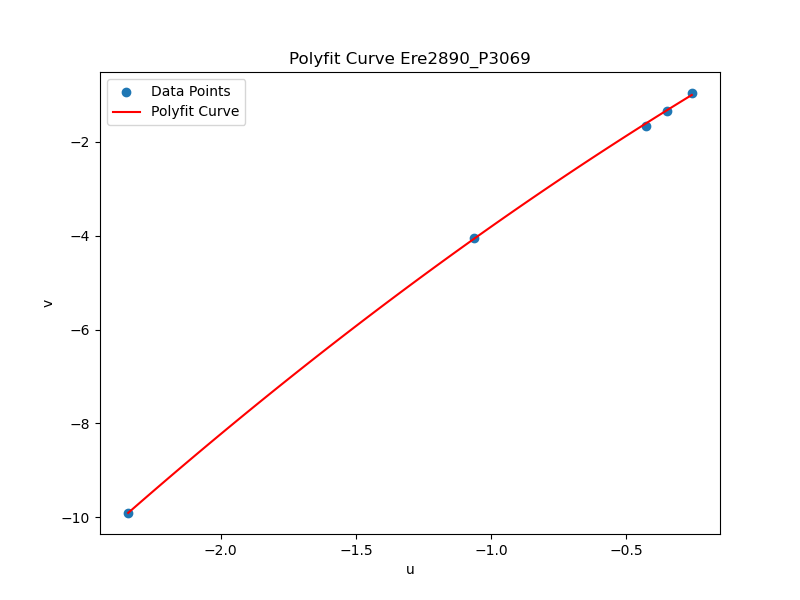 Polyfit Curve Ere2890_P3069
Data Points
Polyfit Curve
−2
−4
−6
−8
−10
v
−2.0
−1.5
−1.0
−0.5
u